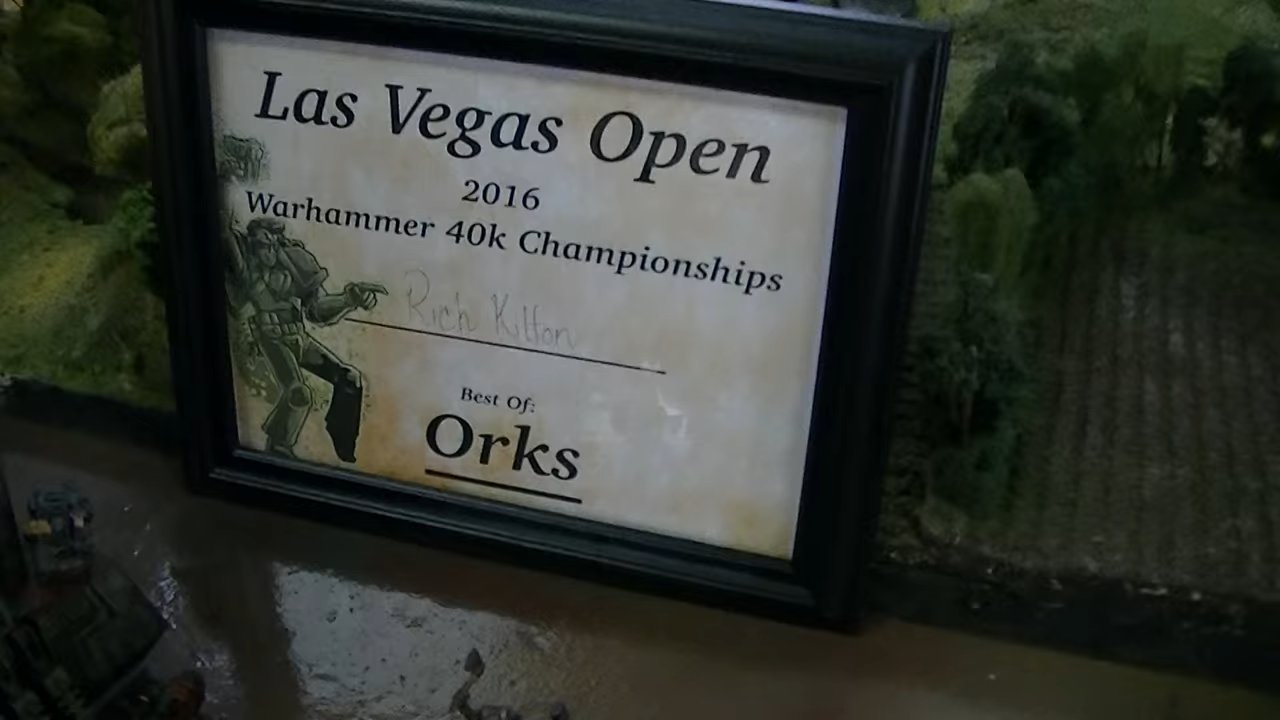 Las Vegas Open
2016
Warhammer 40k Championships
Rich Kilton
Best Of:
Orks